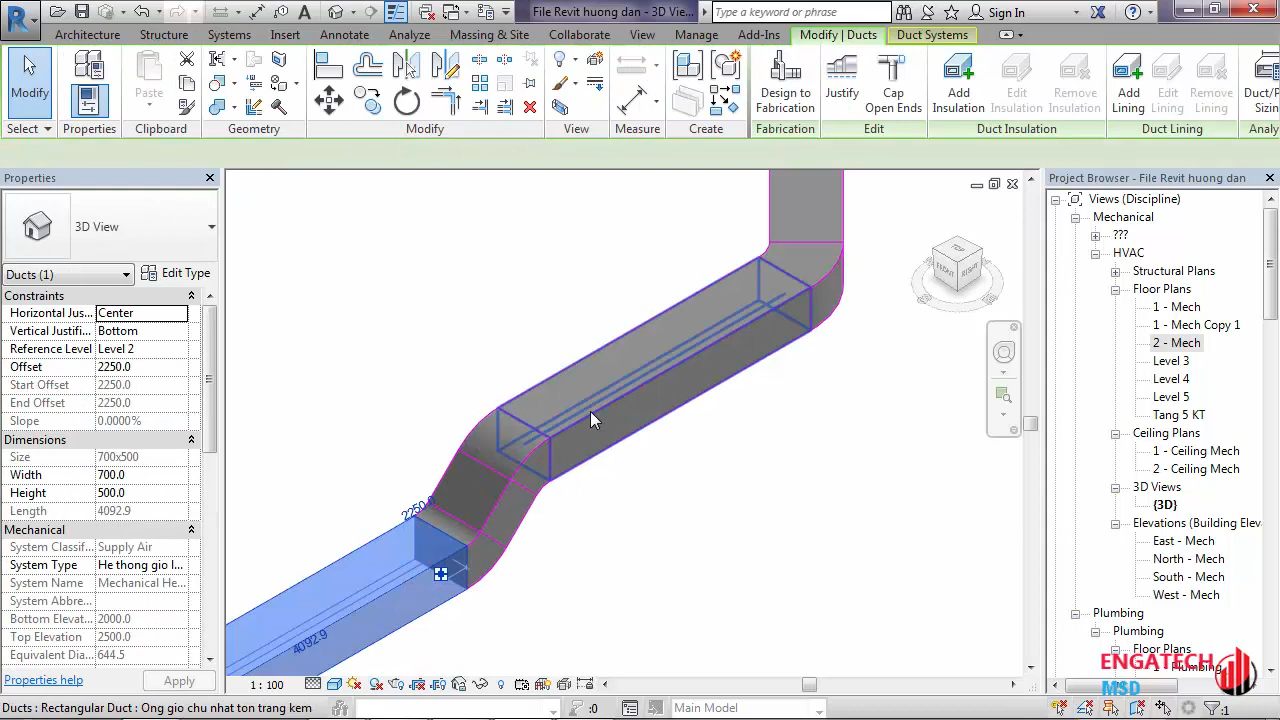 File Revit huong dan - 3D Vie...
Type a keyword or phrase
Sign In
Architecture Structure Systems Insert Annotate Analyze Massing & Site Collaborate View Manage Add-Ins Modify | Ducts Duct Systems
Modify
Paste
Design to Fabrication
Justify
Cap Open Ends
Add Insulation
Edit Insulation
Remove Insulation
Add Lining
Edit Lining
Remove Lining
Duct/P
Sizin
Select Properties Clipboard Geometry Modify View Measure Create Fabrication Edit Duct Insulation Duct Lining Analy
Properties
3D View
Ducts (1)
Edit Type
Constraints
Horizontal Jus... Center
Vertical Justifi... Bottom
Reference Level Level 2
Offset 2250.0
Start Offset 2250.0
End Offset 2250.0
Slope 0.0000%
Dimensions
Size 700x500
Width 700.0
Height 500.0
Length 4092.9
Mechanical
System Classif... Supply Air
System Type He thong gio l...
System Name Mechanical He...
System Abbre...
Bottom Elevat... 2000.0
Top Elevation 2500.0
Equivalent Dia... 644.5
Properties help
Apply
TOP
FRONT
RIGHT
2250.0
4092.9
Project Browser - File Revit huong dan
Views (Discipline)
Mechanical
???
HVAC
Structural Plans
Floor Plans
1 - Mech
1 - Mech Copy 1
2 - Mech
Level 3
Level 4
Level 5
Tang 5 KT
Ceiling Plans
1 - Ceiling Mech
2 - Ceiling Mech
3D Views
{3D}
Elevations (Building Elev
East - Mech
North - Mech
South - Mech
West - Mech
Plumbing
Plumbing
Floor Plans
1 - Plumbing
ENGATECH
MSD
1 : 100
Ducts : Rectangular Duct : Ong gio chu nhat ton trang kem
:0
Main Model
:1